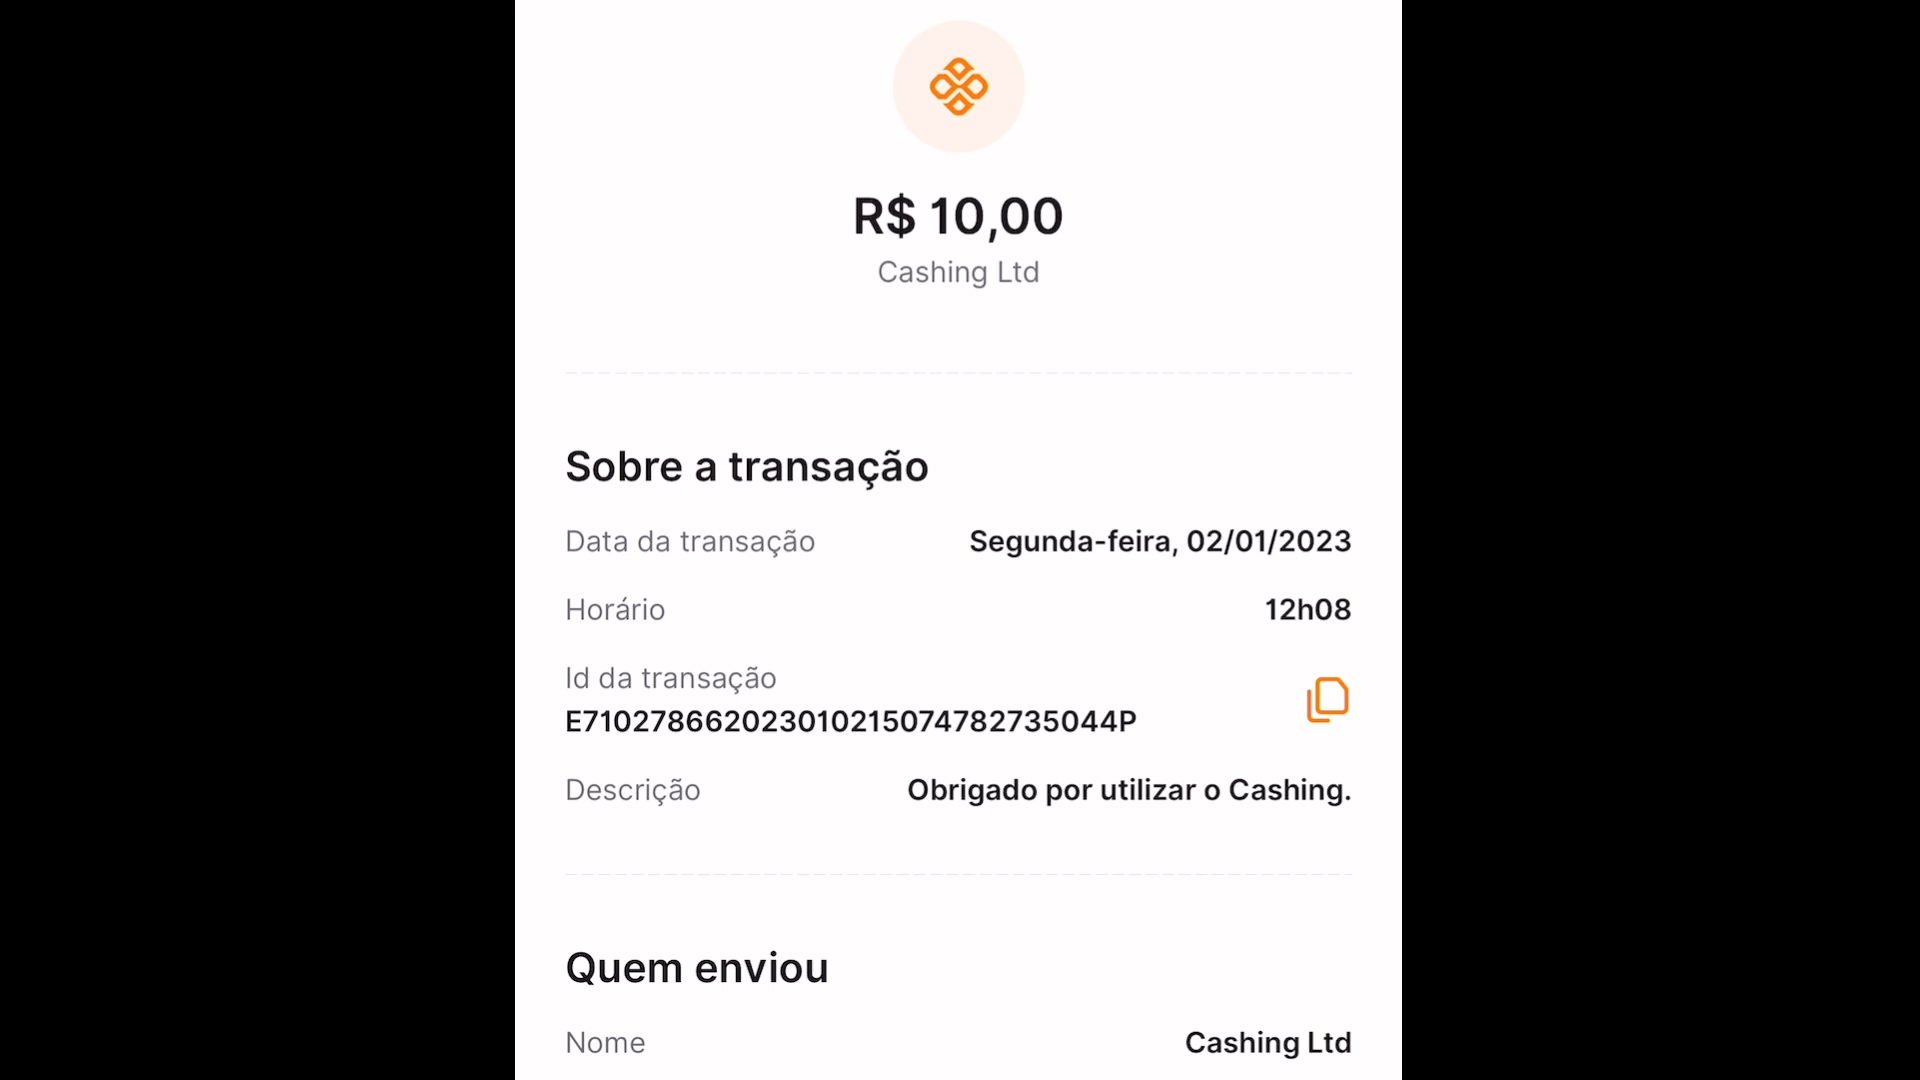 R$ 10,00
Cashing Ltd
Sobre a transação
Data da transação Segunda-feira, 02/01/2023
Horário 12h08
Id da transação
E71027866202301021507478273504​4P
Descrição Obrigado por utilizar o Cashing.
Quem enviou
Nome Cashing Ltd